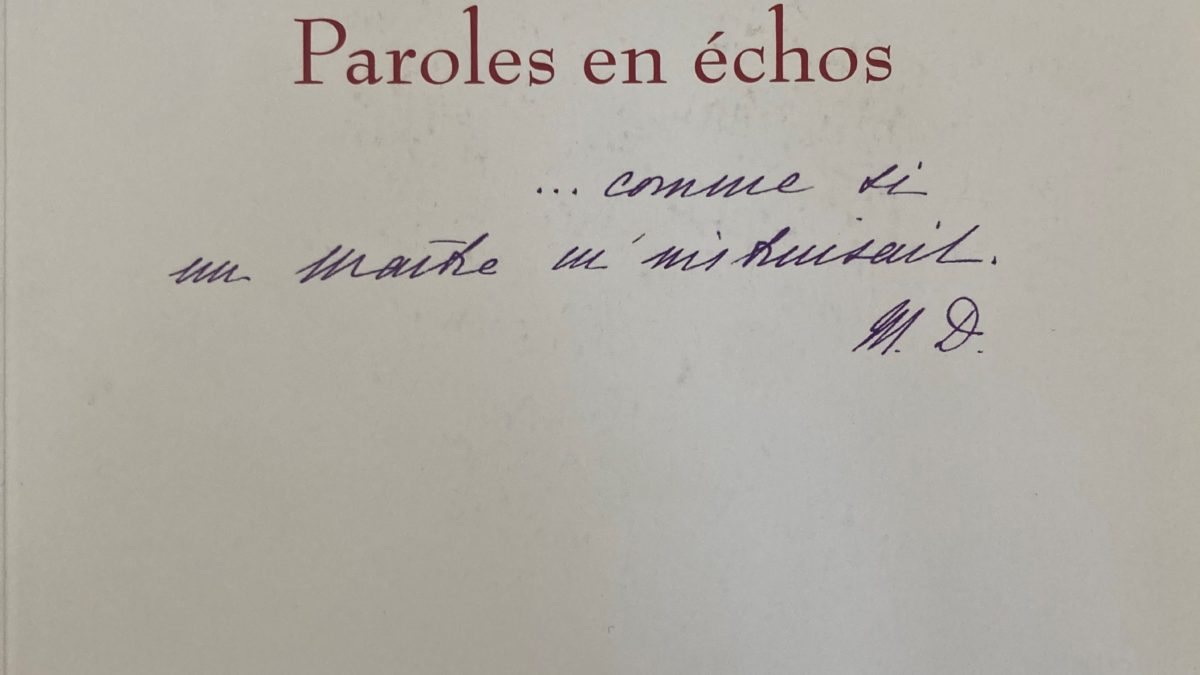 Paroles en échos
... comme si
un maître m'instruisait.
M. D.